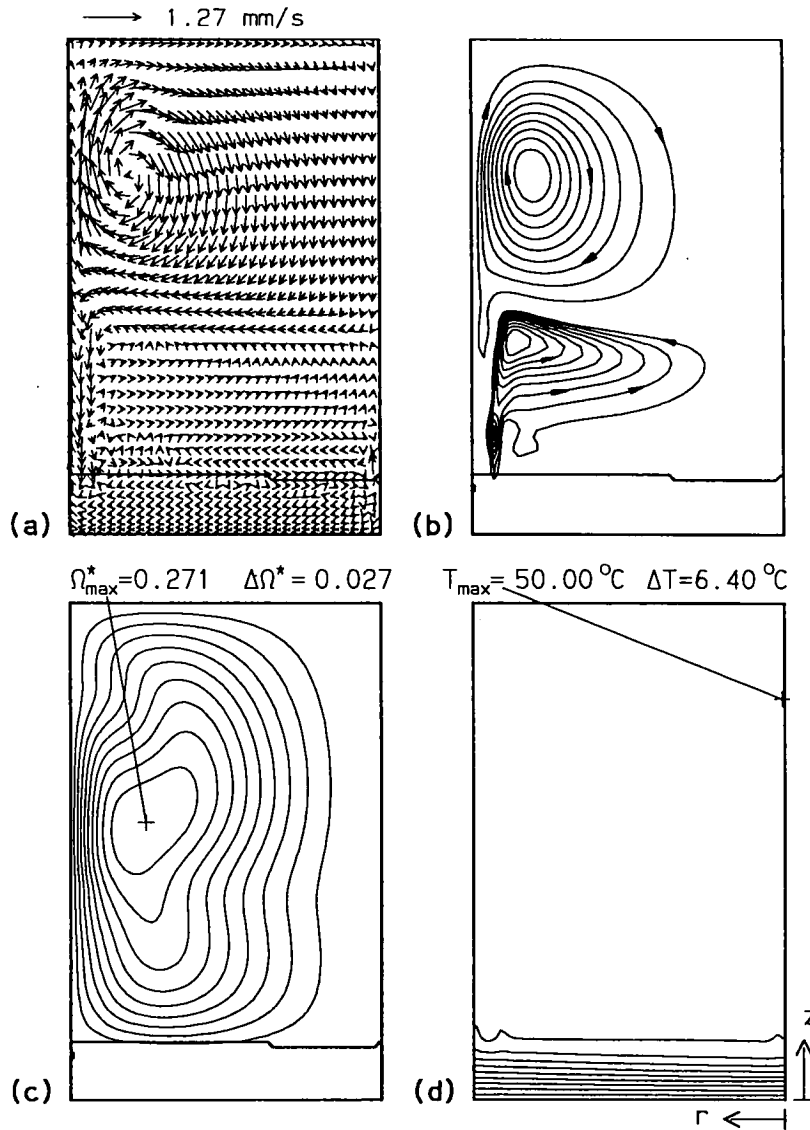 1.27 mm/s
(a)
(b)
Ω*max=0.271 ΔΩ* = 0.027
Tmax= 50.00 °C ΔT=6.40 °C
(c)
(d)
z
r